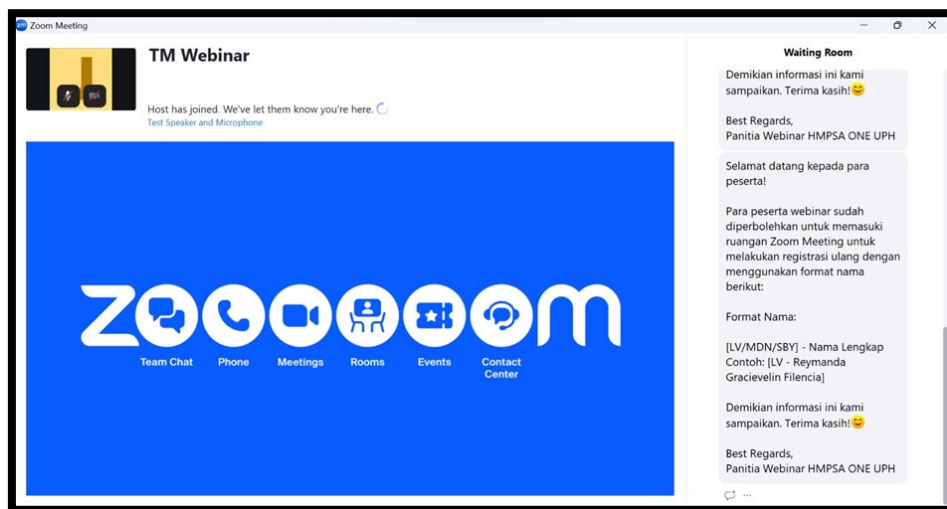 zm Zoom Meeting
TM Webinar
Host has joined. We've let them know you're here.
Test Speaker and Microphone
zoom
Team Chat
Phone
Meetings
Rooms
Events
Contact
Center
Waiting Room
Demikian informasi ini kami
sampaikan. Terima kasih!😊
Best Regards,
Panitia Webinar HMPSA ONE UPH
Selamat datang kepada para
peserta!
Para peserta webinar sudah
diperbolehkan untuk memasuki
ruangan Zoom Meeting untuk
melakukan registrasi ulang dengan
menggunakan format nama
berikut:
Format Nama:
[LV/MDN/SBY] - Nama Lengkap
Contoh: [LV - Reymanda
Gracievelin Filencia]
Demikian informasi ini kami
sampaikan. Terima kasih!😊
Best Regards,
Panitia Webinar HMPSA ONE UPH